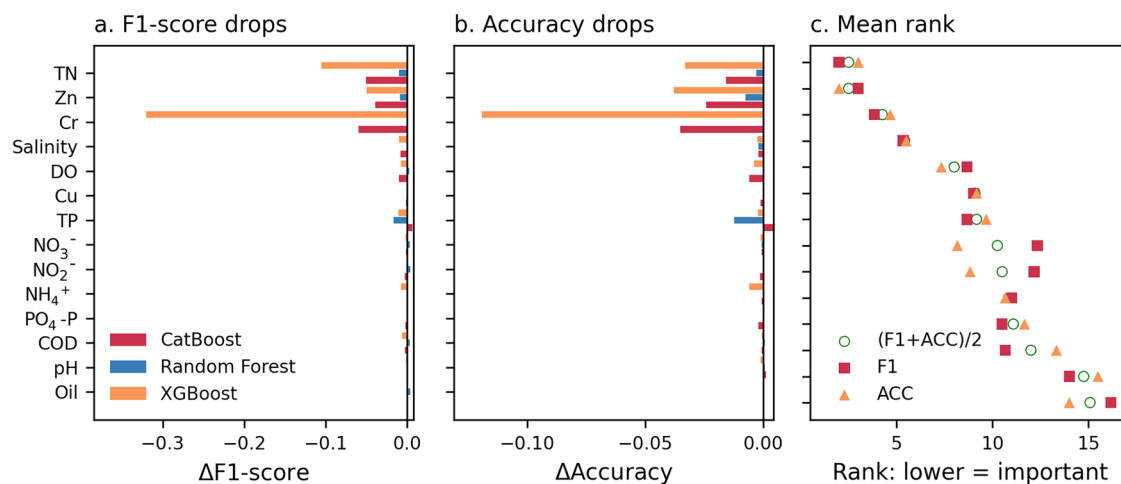 a. F1-score drops
b. Accuracy drops
c. Mean rank
TN
Zn
Cr
Salinity
DO
Cu
TP
NO₃⁻
NO₂⁻
NH₄⁺
PO₄-P
COD
pH
Oil
CatBoost
Random Forest
XGBoost
(F1+ACC)/2
F1
ACC
−0.3 −0.2 −0.1 0.0
−0.10 −0.05 0.00
5 10 15
ΔF1-score
ΔAccuracy
Rank: lower = important